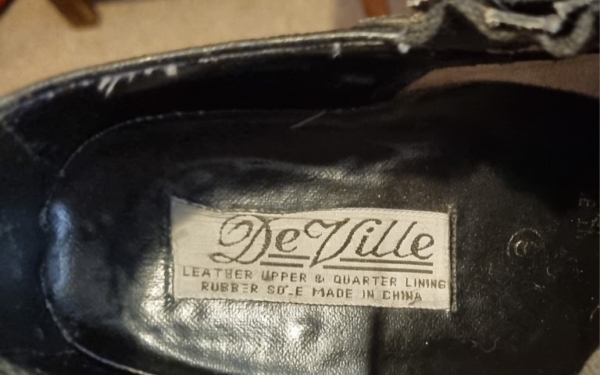 DeVille
LEATHER UPPER & QUARTER LINING
RUBBER SOLE MADE IN CHINA